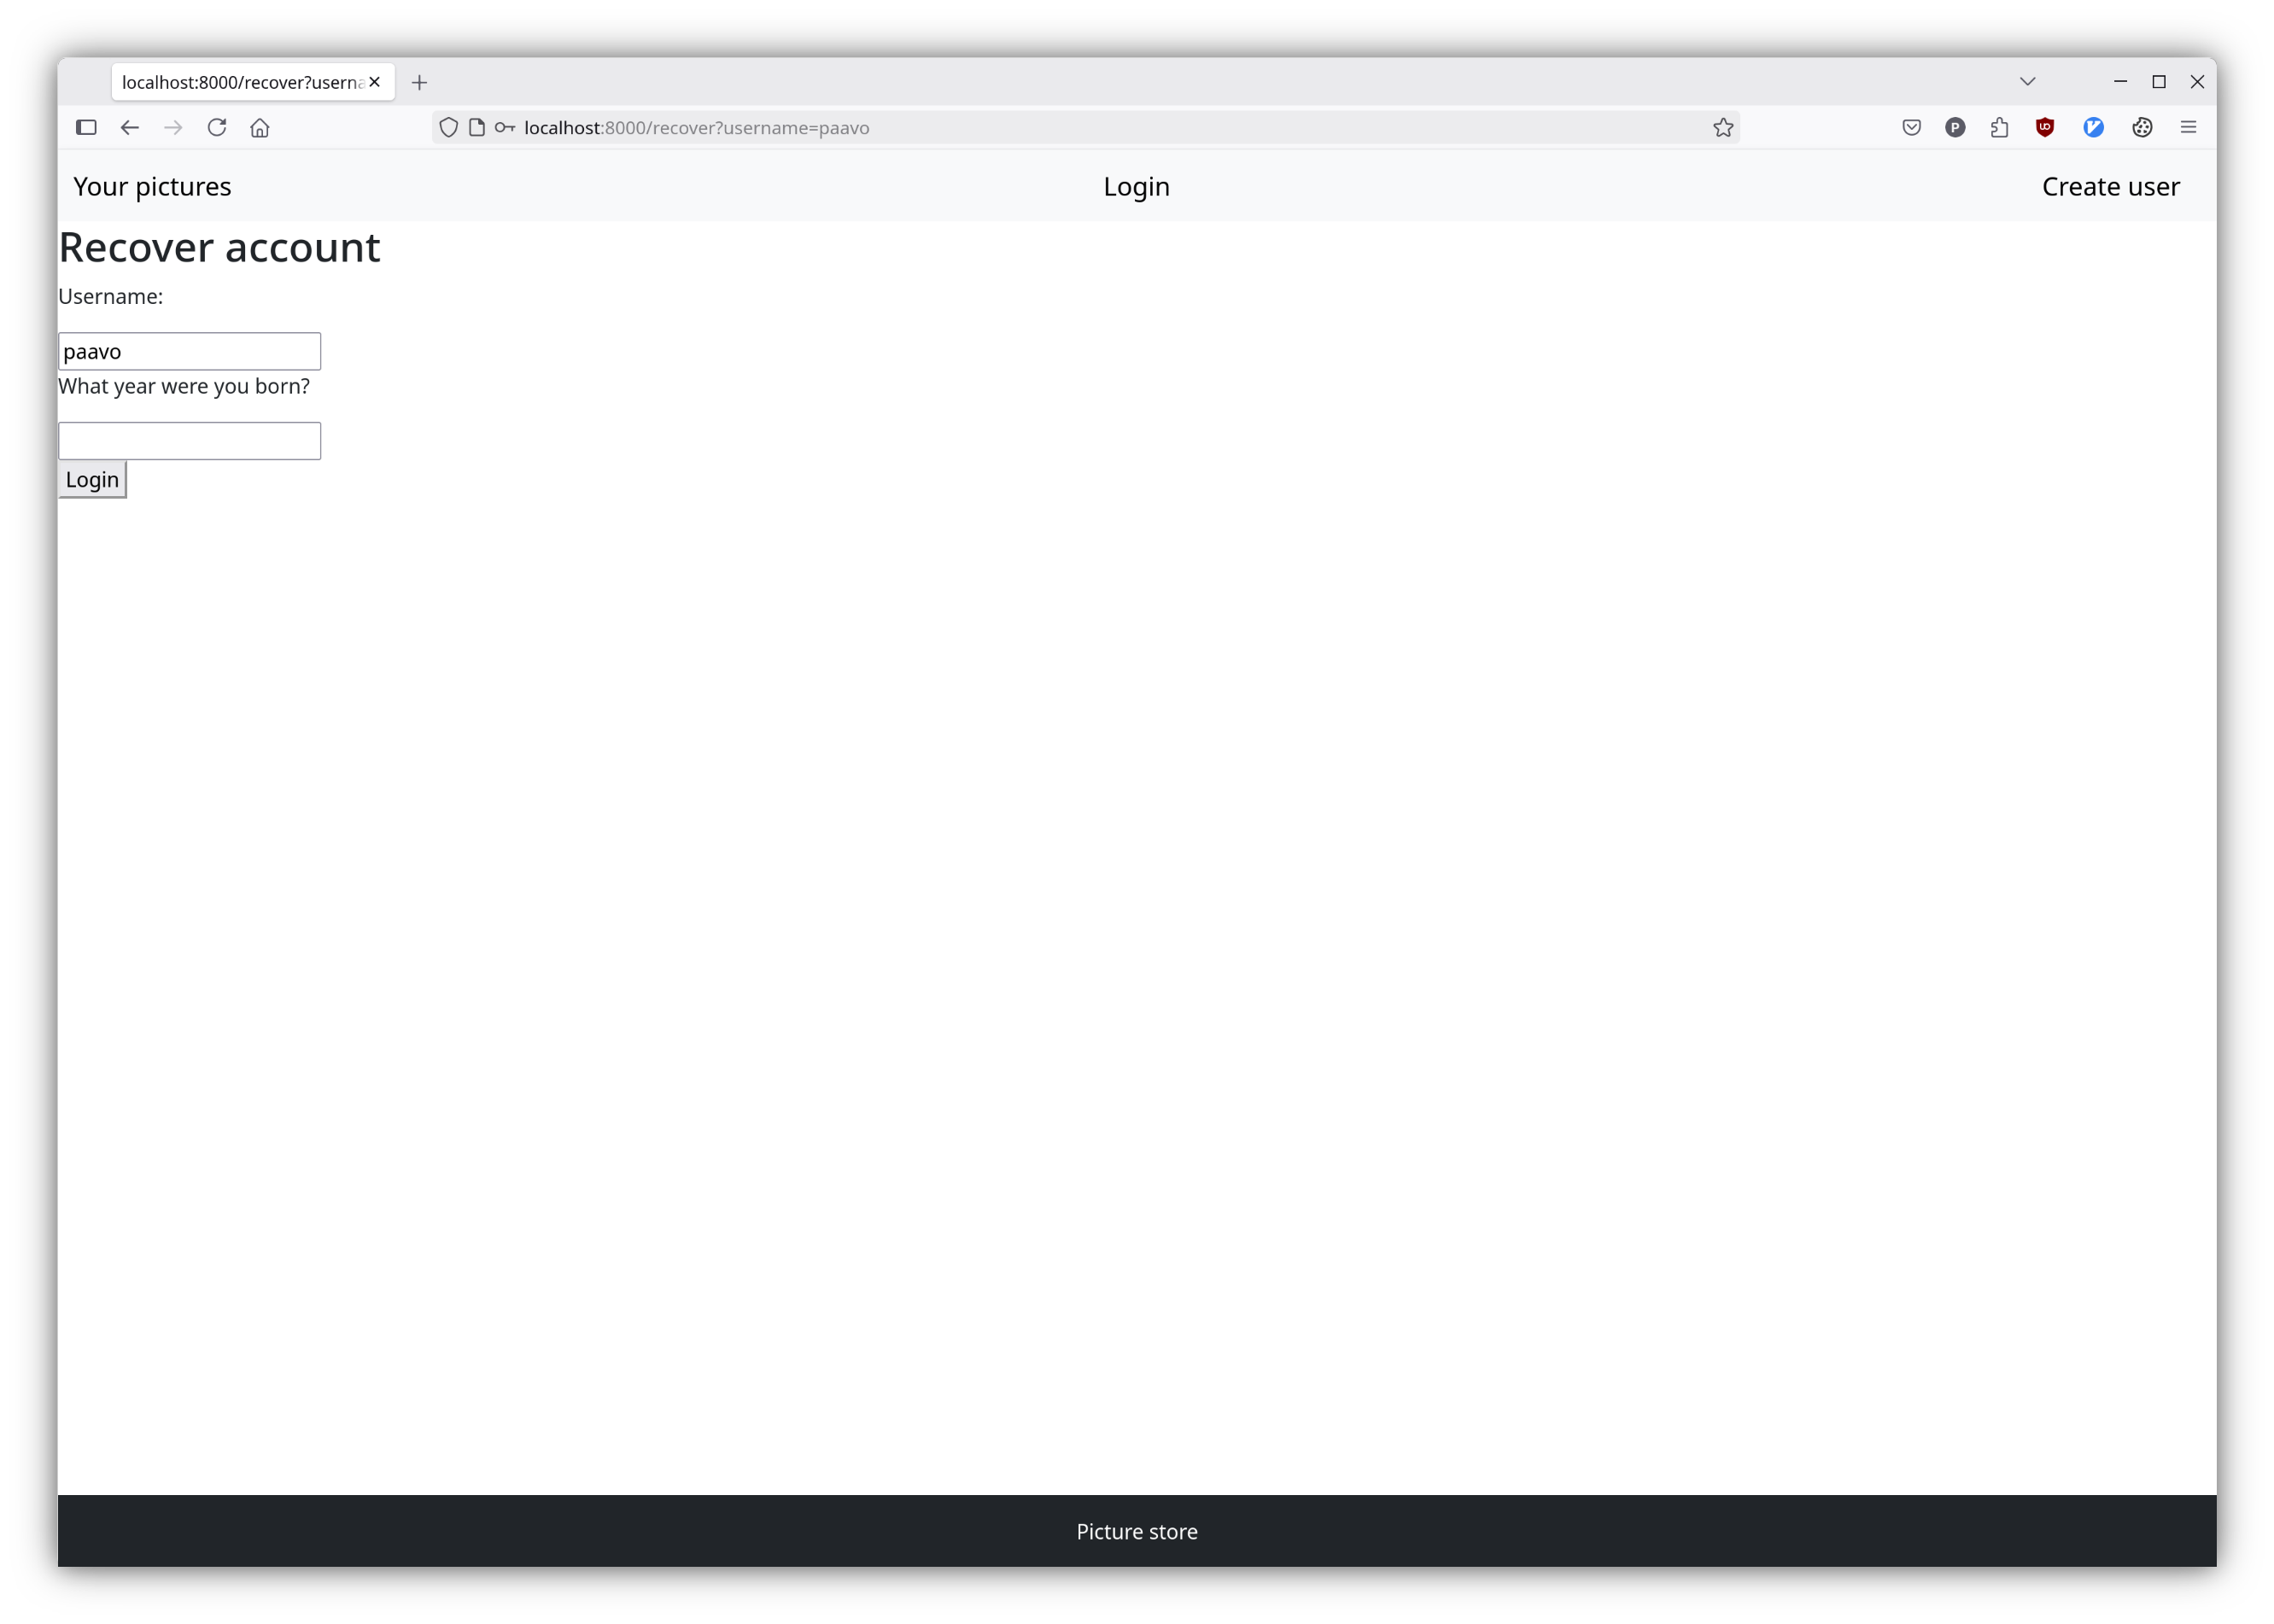 localhost:8000/recover?userna
localhost:8000/recover?username=paavo
Your pictures Login Create user
Recover account
Username:
paavo
What year were you born?
Login
Picture store